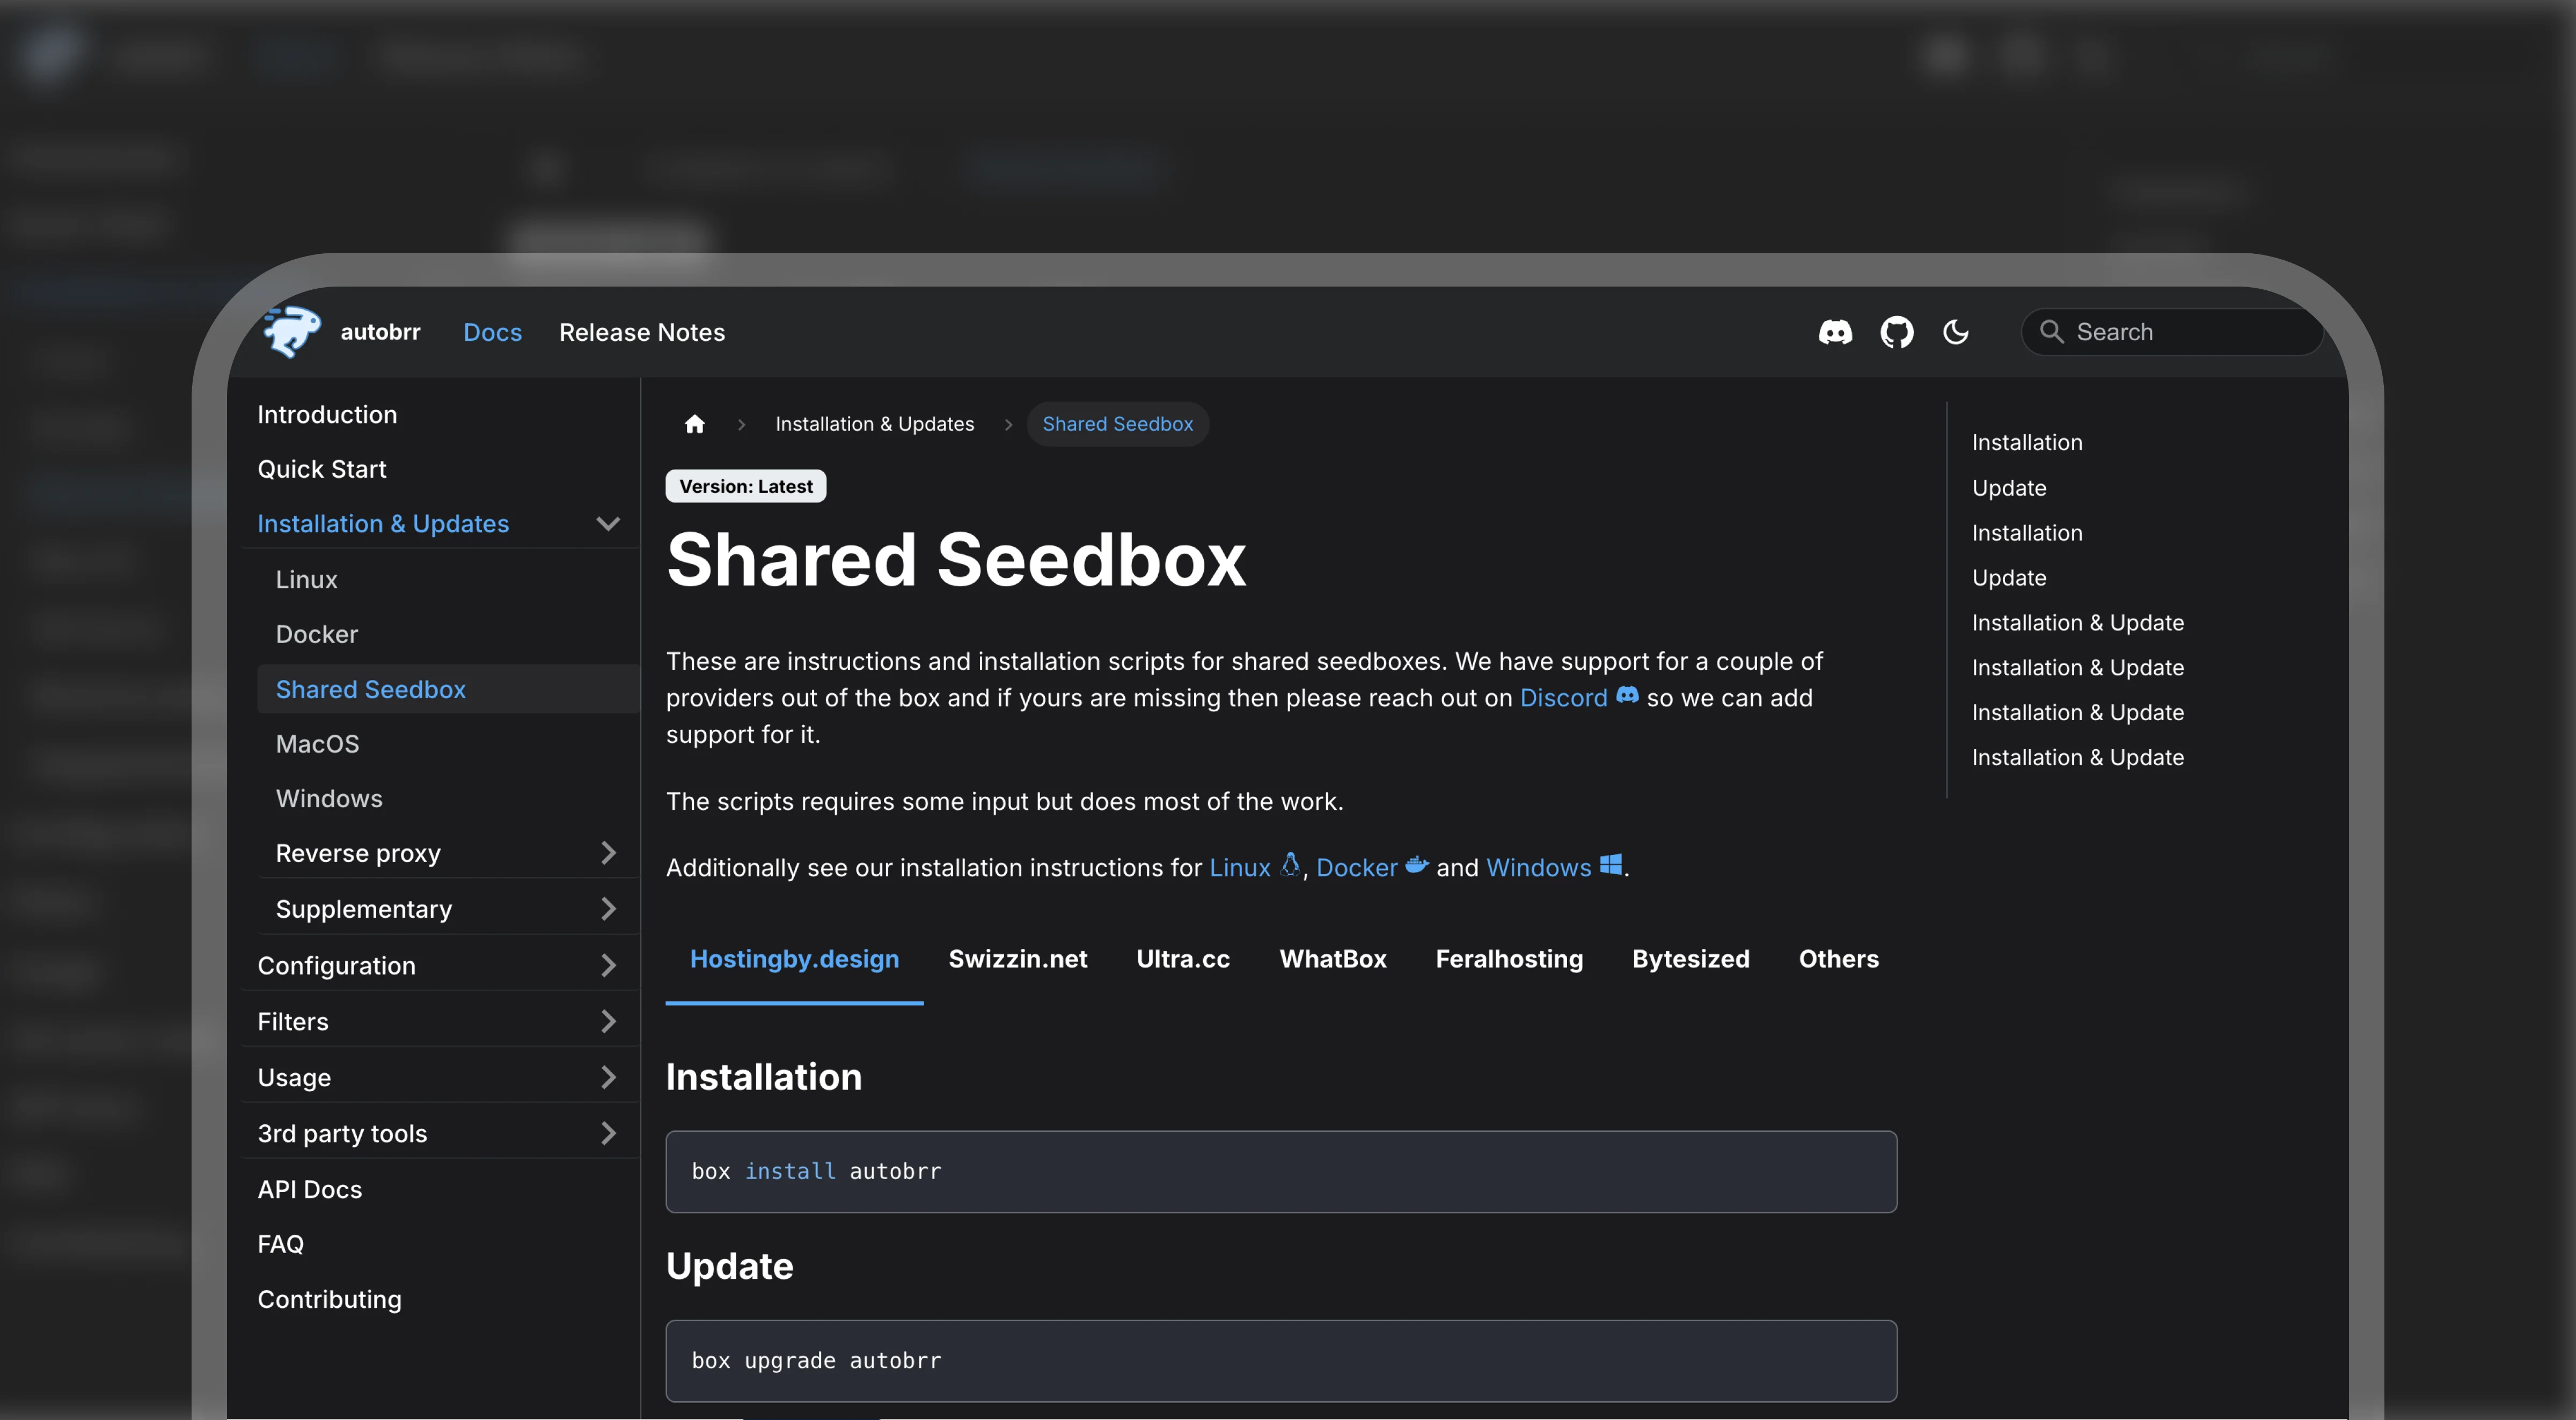 autobrr
Docs
Release Notes
Search
Introduction
Quick Start
Installation & Updates
Linux
Docker
Shared Seedbox
MacOS
Windows
Reverse proxy
Supplementary
Configuration
Filters
Usage
3rd party tools
API Docs
FAQ
Contributing
Installation & Updates
Shared Seedbox
Version: Latest
Shared Seedbox
These are instructions and installation scripts for shared seedboxes. We have support for a couple of
providers out of the box and if yours are missing then please reach out on Discord so we can add
support for it.
The scripts requires some input but does most of the work.
Additionally see our installation instructions for Linux, Docker and Windows.
Hostingby.design
Swizzin.net
Ultra.cc
WhatBox
Feralhosting
Bytesized
Others
Installation
box install autobrr
Update
box upgrade autobrr
Installation
Update
Installation
Update
Installation & Update
Installation & Update
Installation & Update
Installation & Update